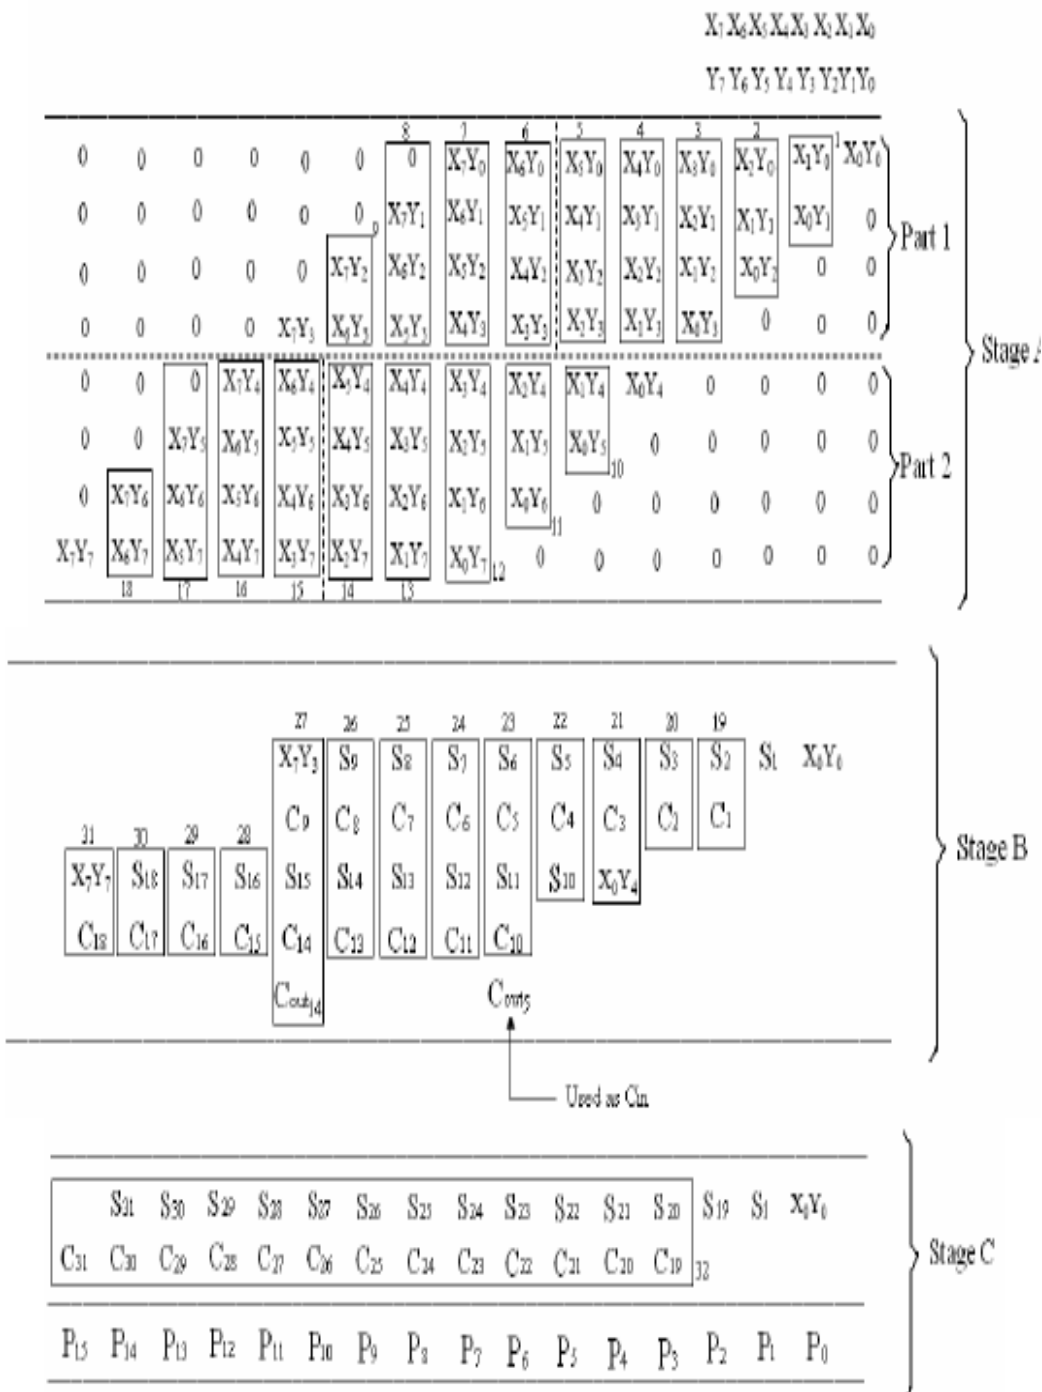 X₇ X₆ X₅ X₄ X₃ X₂ X₁ X₀
Y₇ Y₆ Y₅ Y₄ Y₃ Y₂ Y₁ Y₀
8 7 6 5 4 3 2 1
0 0 0 0 0 0 0 X₇Y₀ X₆Y₀ X₅Y₀ X₄Y₀ X₃Y₀ X₂Y₀ X₁Y₀ X₀Y₀
0 0 0 0 0 0 X₇Y₁ X₆Y₁ X₅Y₁ X₄Y₁ X₃Y₁ X₂Y₁ X₁Y₁ X₀Y₁ 0
9
Part 1
0 0 0 0 0 X₇Y₂ X₆Y₂ X₅Y₂ X₄Y₂ X₃Y₂ X₂Y₂ X₁Y₂ X₀Y₂ 0 0
0 0 0 0 X₇Y₃ X₆Y₃ X₅Y₃ X₄Y₃ X₃Y₃ X₂Y₃ X₁Y₃ X₀Y₃ 0 0 0
Stage A
0 0 0 X₇Y₄ X₆Y₄ X₅Y₄ X₄Y₄ X₃Y₄ X₂Y₄ X₁Y₄ X₀Y₄ 0 0 0 0
0 0 X₇Y₅ X₆Y₅ X₅Y₅ X₄Y₅ X₃Y₅ X₂Y₅ X₁Y₅ X₀Y₅ 0 0 0 0 0
10
Part 2
0 X₇Y₆ X₆Y₆ X₅Y₆ X₄Y₆ X₃Y₆ X₂Y₆ X₁Y₆ X₀Y₆ 0 0 0 0 0 0
11
X₇Y₇ X₆Y₇ X₅Y₇ X₄Y₇ X₃Y₇ X₂Y₇ X₁Y₇ X₀Y₇ 0 0 0 0 0 0 0
12
18 17 16 15 14 13
27 26 25 24 23 22 21 20 19
X₇Y₃ S₉ S₈ S₇ S₆ S₅ S₄ S₃ S₂ S₁ X₀Y₀
C₉ C₈ C₇ C₆ C₅ C₄ C₃ C₂ C₁
31 30 29 28
Stage B
X₇Y₇ S₁₈ S₁₇ S₁₆ S₁₅ S₁₄ S₁₃ S₁₂ S₁₁ S₁₀ X₀Y₄
C₁₈ C₁₇ C₁₆ C₁₅ C₁₄ C₁₃ C₁₂ C₁₁ C₁₀
Cout₁₄ Cout₅
Used as Cin
S₃₁ S₃₀ S₂₉ S₂₈ S₂₇ S₂₆ S₂₅ S₂₄ S₂₃ S₂₂ S₂₁ S₂₀ S₁₉ S₁ X₀Y₀
C₃₁ C₃₀ C₂₉ C₂₈ C₂₇ C₂₆ C₂₅ C₂₄ C₂₃ C₂₂ C₂₁ C₂₀ C₁₉ 32
Stage C
P₁₅ P₁₄ P₁₃ P₁₂ P₁₁ P₁₀ P₉ P₈ P₇ P₆ P₅ P₄ P₃ P₂ P₁ P₀